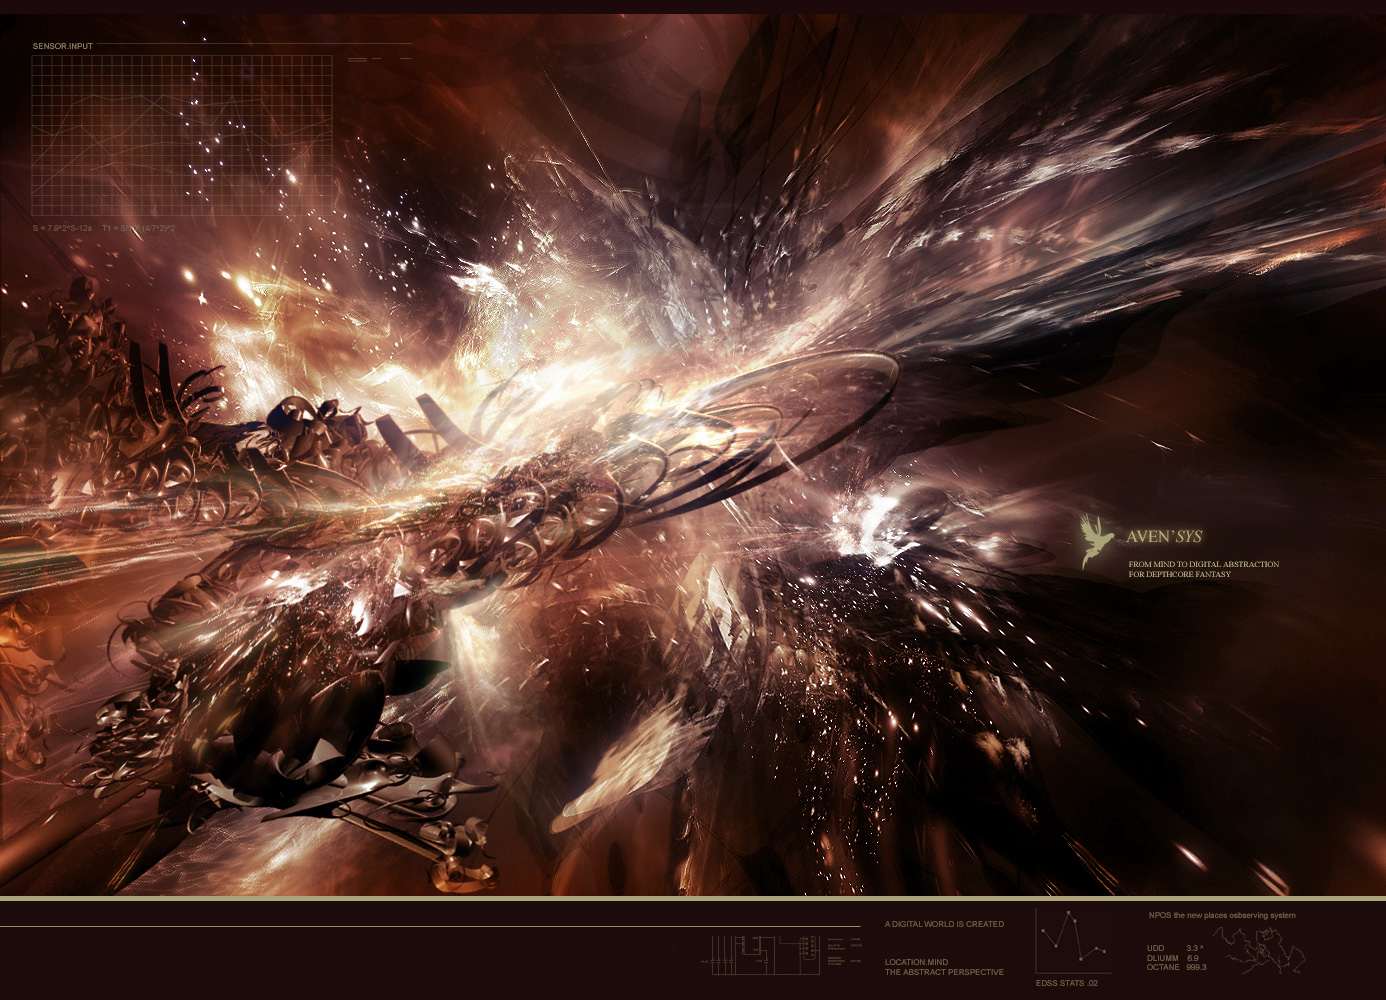 SENSOR.INPUT
AVEN'SYS
FROM MIND TO DIGITAL ABSTRACTION
FOR DEPTHCORE FANTASY
A DIGITAL WORLD IS CREATED
LOCATION.MIND
THE ABSTRACT PERSPECTIVE
EDSS STATS .02
NPOS the new places osbserving system
UDD 3.3 ^
DLIUMM 6.9
OCTANE 999.3